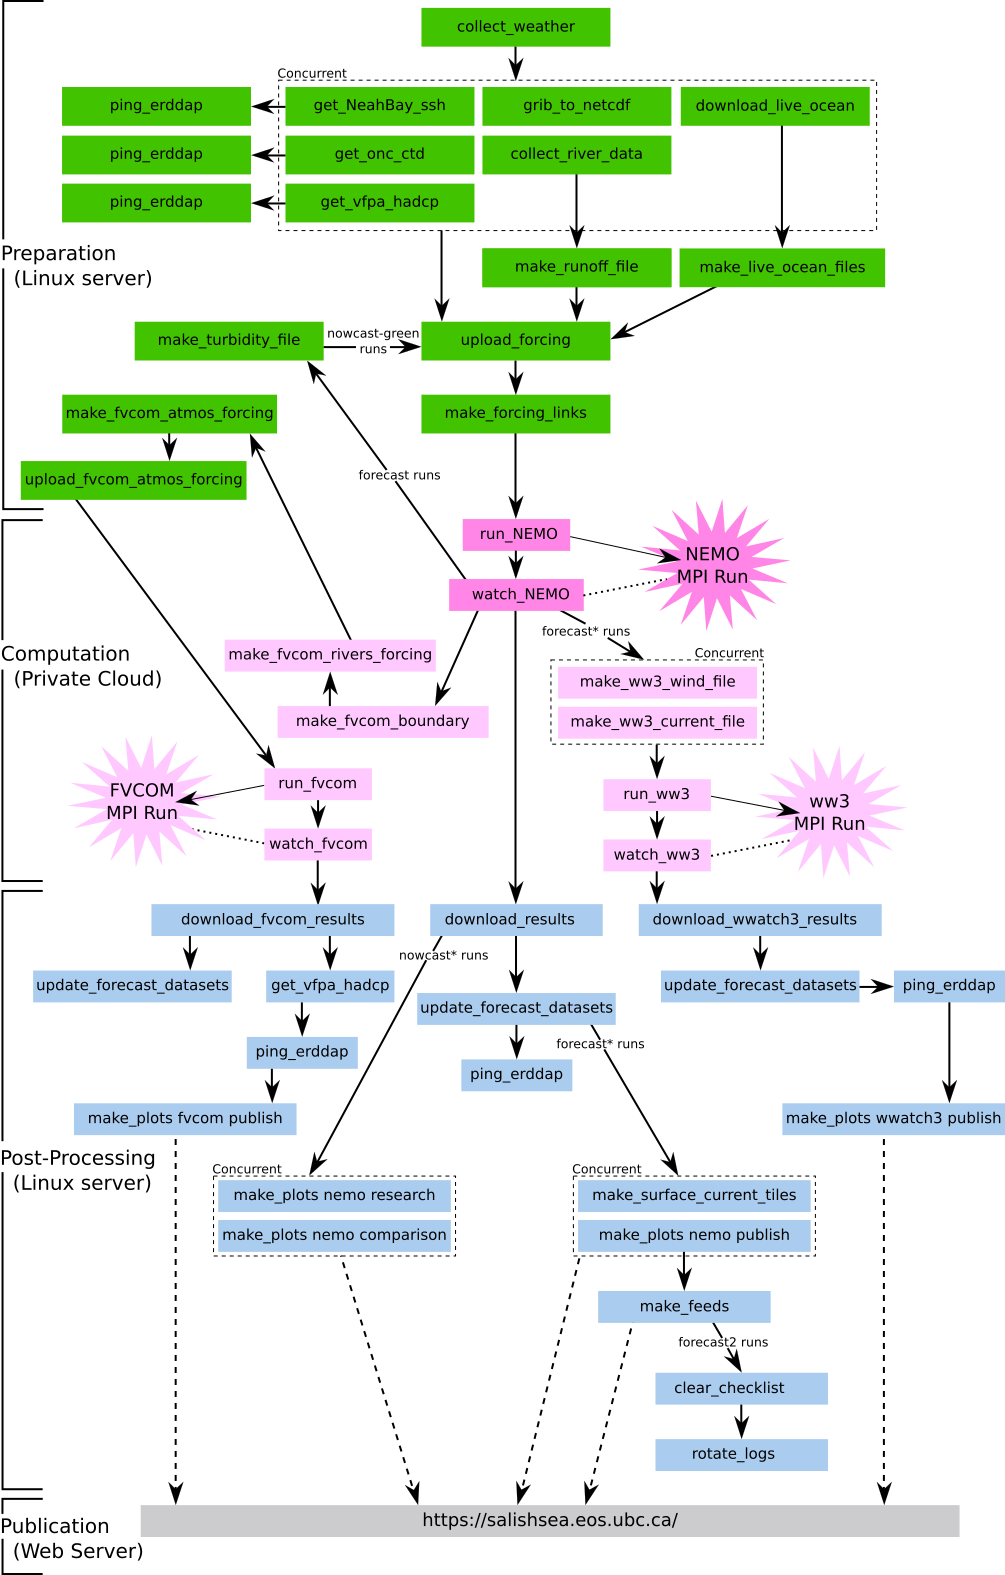 collect_weather
Concurrent
ping_erddap
get_NeahBay_ssh
grib_to_netcdf
download_live_ocean
ping_erddap
get_onc_ctd
collect_river_data
ping_erddap
get_vfpa_hadcp
Preparation
(Linux server)
make_runoff_file
make_live_ocean_files
make_turbidity_file
nowcast-green
runs
upload_forcing
make_fvcom_atmos_forcing
make_forcing_links
upload_fvcom_atmos_forcing
forecast runs
run_NEMO
NEMO
MPI Run
watch_NEMO
forecast* runs
Computation
(Private Cloud)
make_fvcom_rivers_forcing
Concurrent
make_ww3_wind_file
make_fvcom_boundary
make_ww3_current_file
FVCOM
MPI Run
run_fvcom
run_ww3
ww3
MPI Run
watch_fvcom
watch_ww3
download_fvcom_results
download_results
download_wwatch3_results
nowcast* runs
update_forecast_datasets
get_vfpa_hadcp
update_forecast_datasets
update_forecast_datasets
ping_erddap
forecast* runs
ping_erddap
ping_erddap
make_plots fvcom publish
make_plots wwatch3 publish
Post-Processing
(Linux server)
Concurrent
make_plots nemo research
make_plots nemo comparison
Concurrent
make_surface_current_tiles
make_plots nemo publish
make_feeds
forecast2 runs
clear_checklist
rotate_logs
Publication
(Web Server)
https://salishsea.eos.ubc.ca/